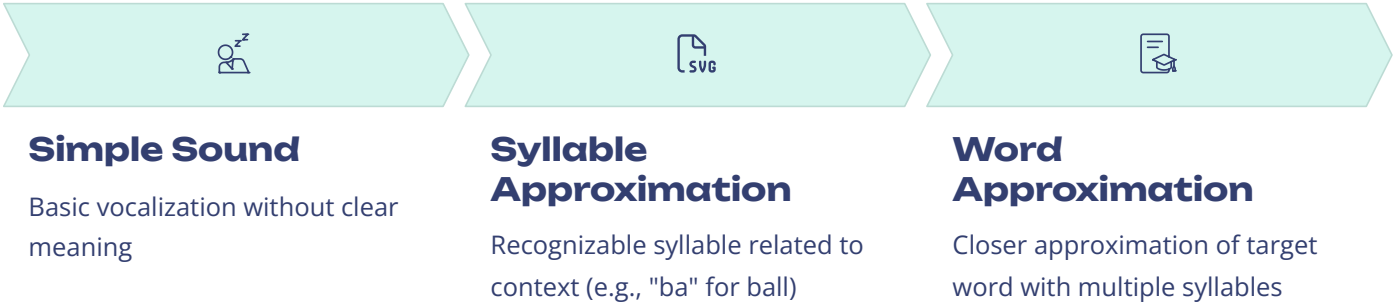 zzz
SVG
Simple Sound
Basic vocalization without clear
meaning
Syllable
Approximation
Recognizable syllable related to
context (e.g., "ba" for ball)
Word
Approximation
Closer approximation of target
word with multiple syllables